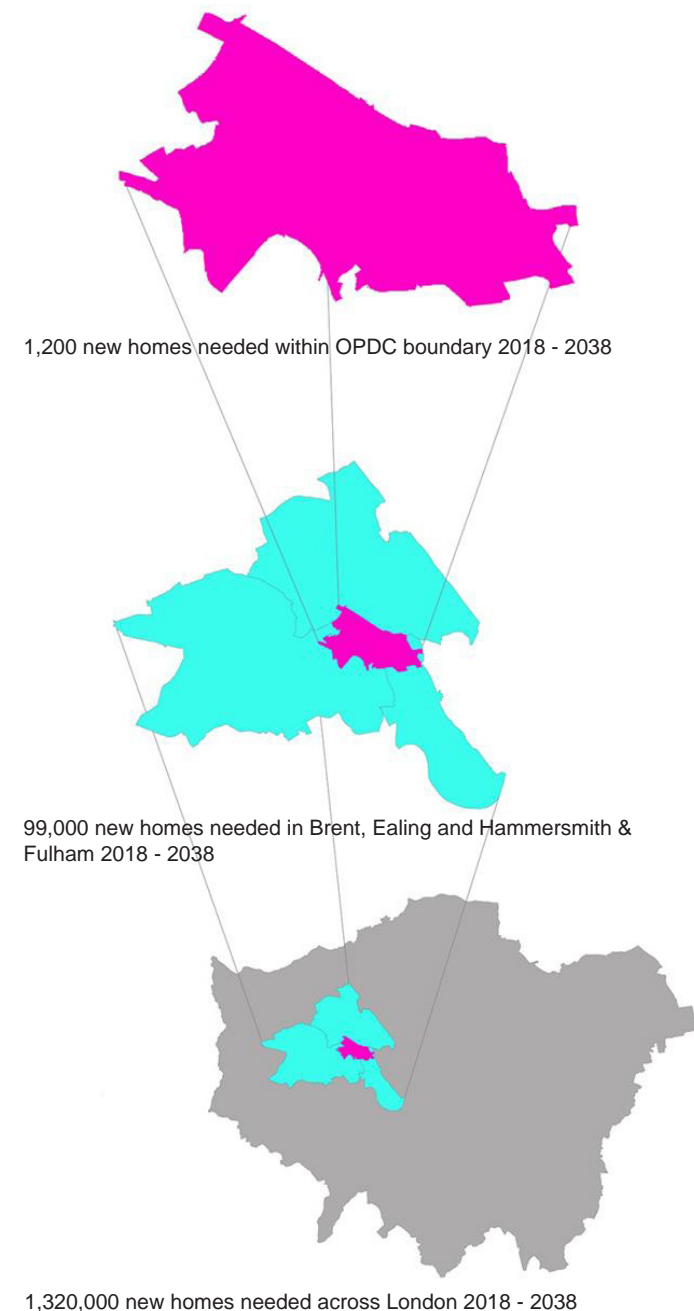 1,200 new homes needed within OPDC boundary 2018 - 2038
99,000 new homes needed in Brent, Ealing and Hammersmith &
Fulham 2018 - 2038
1,320,000 new homes needed across London 2018 - 2038